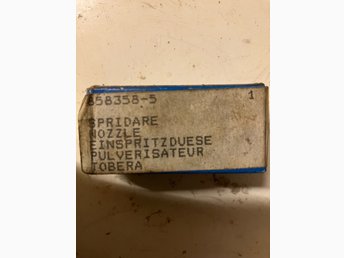 858358-5 1
SPRIDARE
NOZZLE
EINSPRITZDUESE
PULVERISATEUR
TOBERA